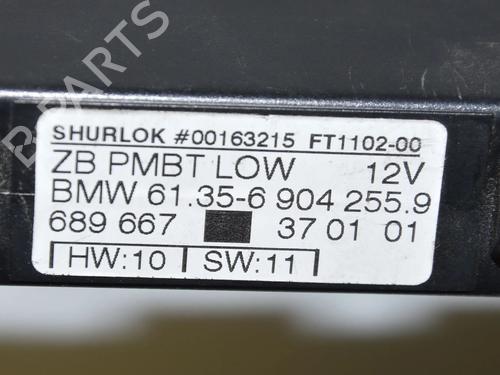 SHURLOK #00163215 FT1102-00
ZB PMBT LOW 12V
BMW 61.35-6 904 255.9
689 667 37 01 01
HW:10 SW:11
B-PARTS